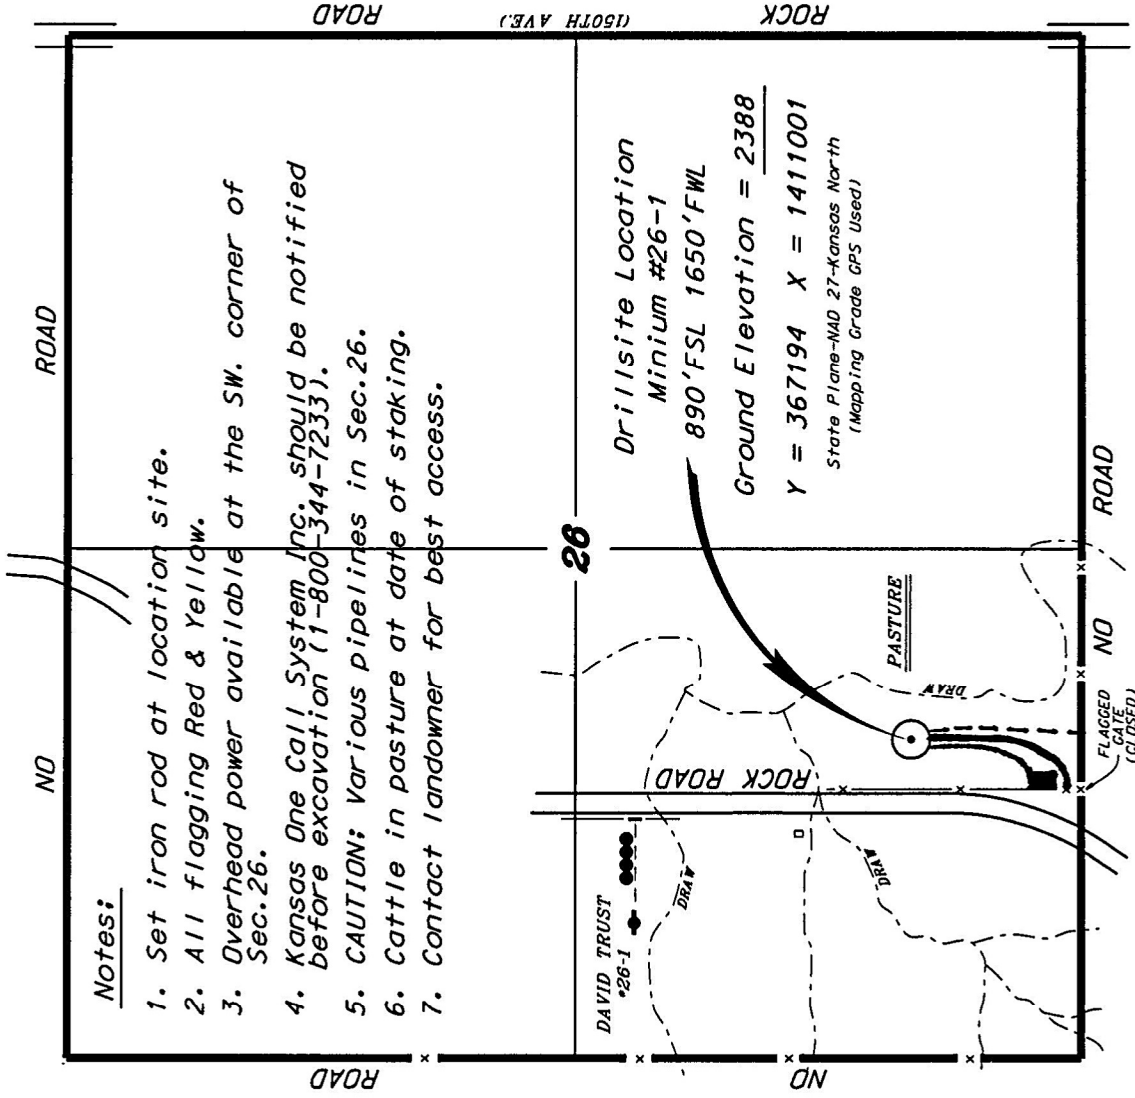 NO ROAD
Notes:
1. Set iron rod at location site.
2. All flagging Red & Yellow.
3. Overhead power available at the SW. corner of
Sec.26.
4. Kansas One Call System Inc. should be notified
before excavation (1-800-344-7233).
5. CAUTION: Various pipelines in Sec.26.
6. Cattle in pasture at date of staking.
7. Contact landowner for best access.
ROAD
NO
ROAD
(150TH AVE.)
ROCK
26
Drillsite Location
Minium #26-1
890'FSL 1650'FWL
Ground Elevation = 2388
Y = 367194 X = 1411001
State Plane-NAD 27-Kansas North
(Mapping Grade GPS Used)
DAVID TRUST
#26-1
ROCK ROAD
DRAW
DRAW
DRAW
PASTURE
FLAGGED
GATE
(CLOSED)
NO ROAD